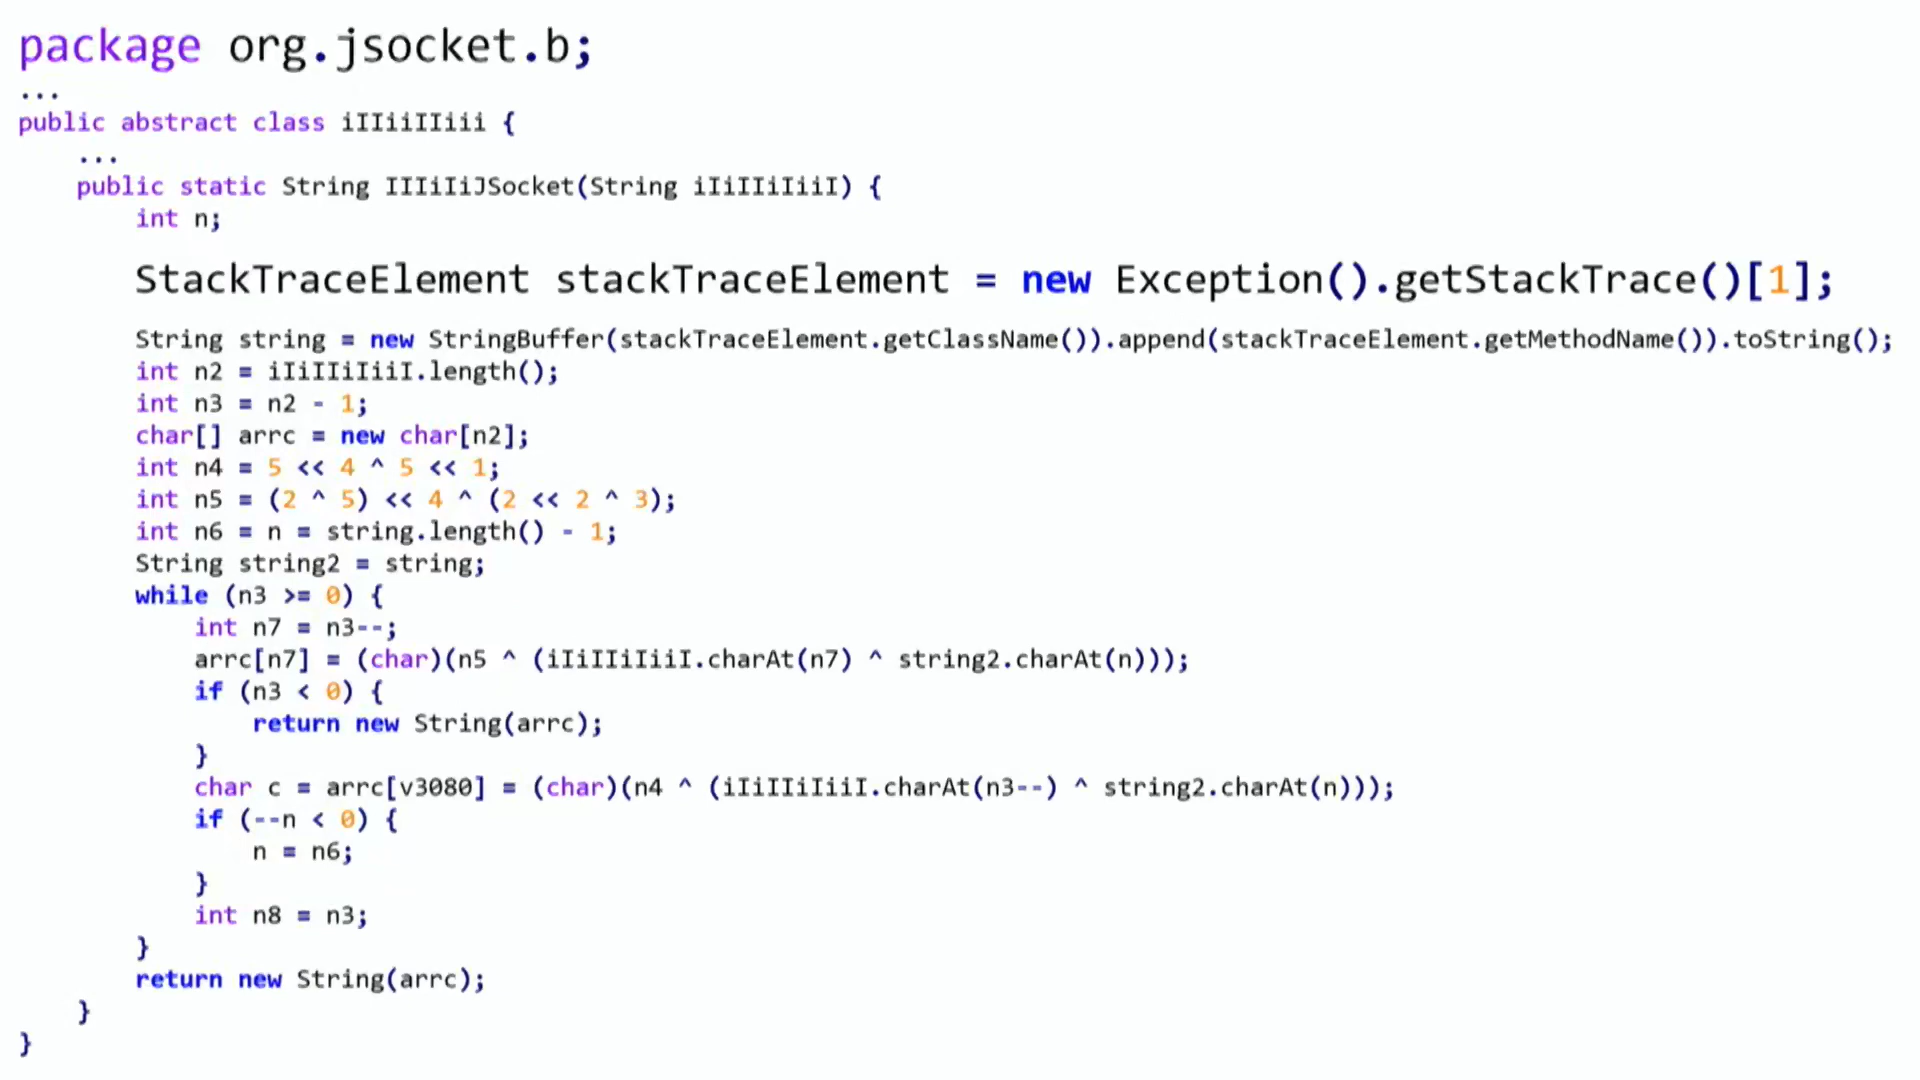 package org.jsocket.b;
...
public abstract class iIIiiIIiii {
...
public static String IIIiIiJSocket(String iIiIIiIiiI) {
int n;
StackTraceElement stackTraceElement = new Exception().getStackTrace()[1];
String string = new StringBuffer(stackTraceElement.getClassName()).append(stackTraceElement.getMethodName()).toString();
int n2 = iIiIIiIiiI.length();
int n3 = n2 - 1;
char[] arrc = new char[n2];
int n4 = 5 << 4 ^ 5 << 1;
int n5 = (2 ^ 5) << 4 ^ (2 << 2 ^ 3);
int n6 = n = string.length() - 1;
String string2 = string;
while (n3 >= 0) {
int n7 = n3--;
arrc[n7] = (char)(n5 ^ (iIiIIiIiiI.charAt(n7) ^ string2.charAt(n)));
if (n3 < 0) {
return new String(arrc);
}
char c = arrc[v3080] = (char)(n4 ^ (iIiIIiIiiI.charAt(n3--) ^ string2.charAt(n)));
if (--n < 0) {
n = n6;
}
int n8 = n3;
}
return new String(arrc);
}
}